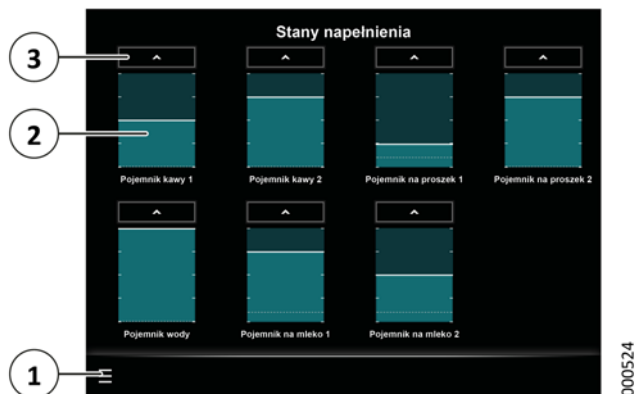 Stany napełnienia
3
2
Pojemnik kawy 1
Pojemnik kawy 2
Pojemnik na proszek 1
Pojemnik na proszek 2
Pojemnik wody
Pojemnik na mleko 1
Pojemnik na mleko 2
1
000524